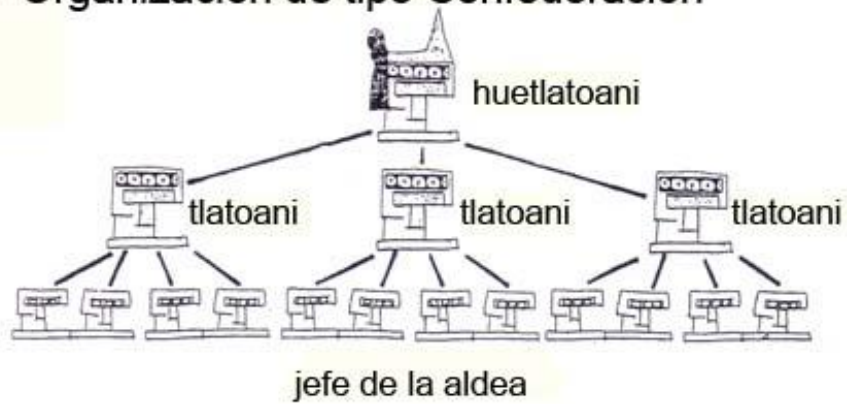 Organización de tipo Confederación
huetlatoani
tlatoani tlatoani tlatoani
jefe de la aldea